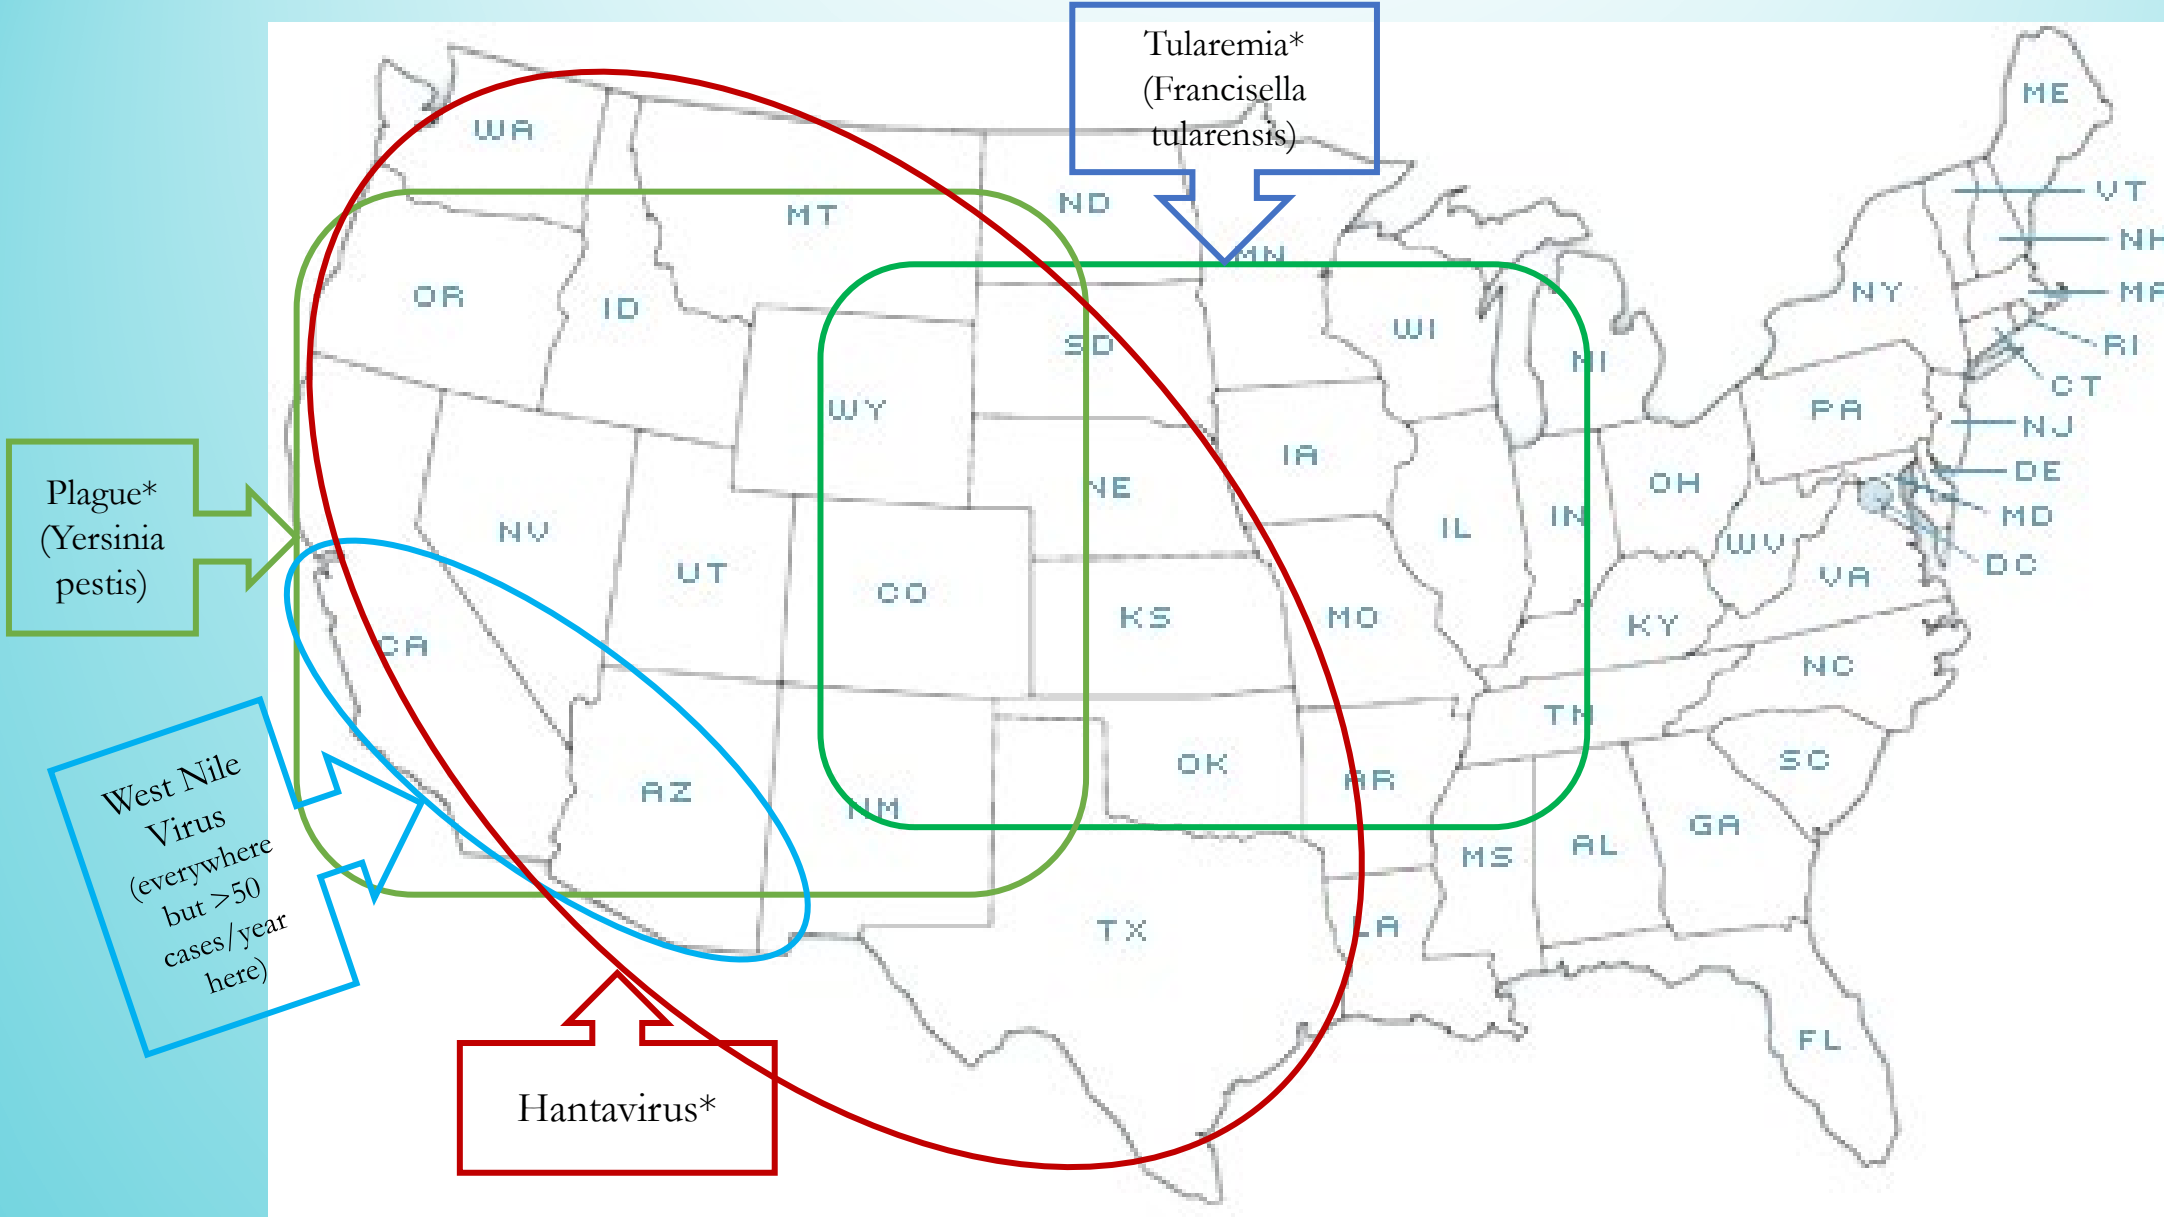 Tularemia*
(Francisella
tularensis)
ME
WA
VT
MT
ND
NH
MN
OR
ID
NY
MA
WI
SD
RI
MI
CT
WY
PA
NJ
IA
DE
Plague*
(Yersinia
pestis)
NE
OH
IN
MD
NV
IL
WV
DC
UT
VA
CO
KS
MO
KY
CA
NC
TN
SC
West Nile
Virus
(everywhere
but >50
cases/year
here)
OK
AR
AZ
NM
GA
AL
MS
TX
LA
FL
Hantavirus*